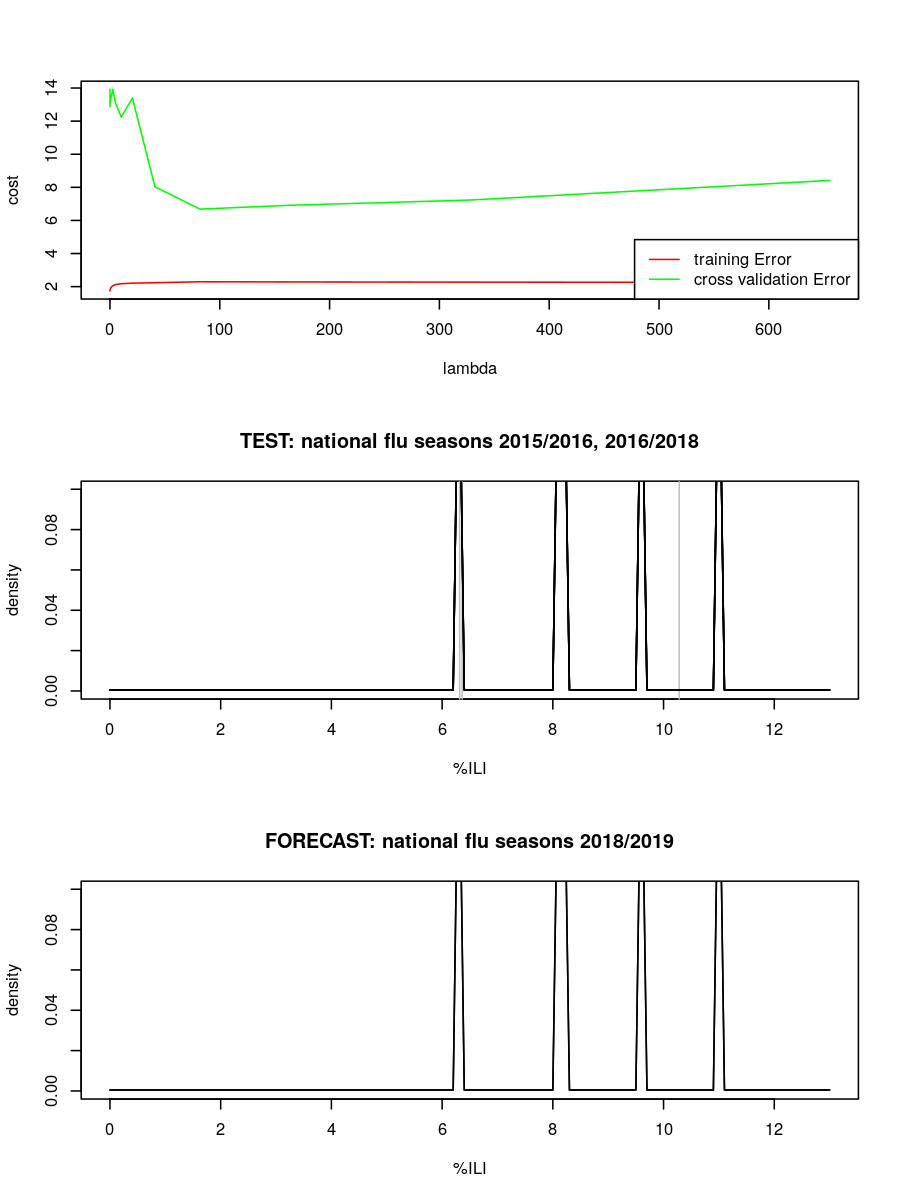 14
12
10
8
6
4
2
cost
training Error
cross validation Error
0 100 200 300 400 500 600
lambda
TEST: national flu seasons 2015/2016, 2016/2018
0.08
0.04
0.00
density
0 2 4 6 8 10 12
%ILI
FORECAST: national flu seasons 2018/2019
0.08
0.04
0.00
density
0 2 4 6 8 10 12
%ILI